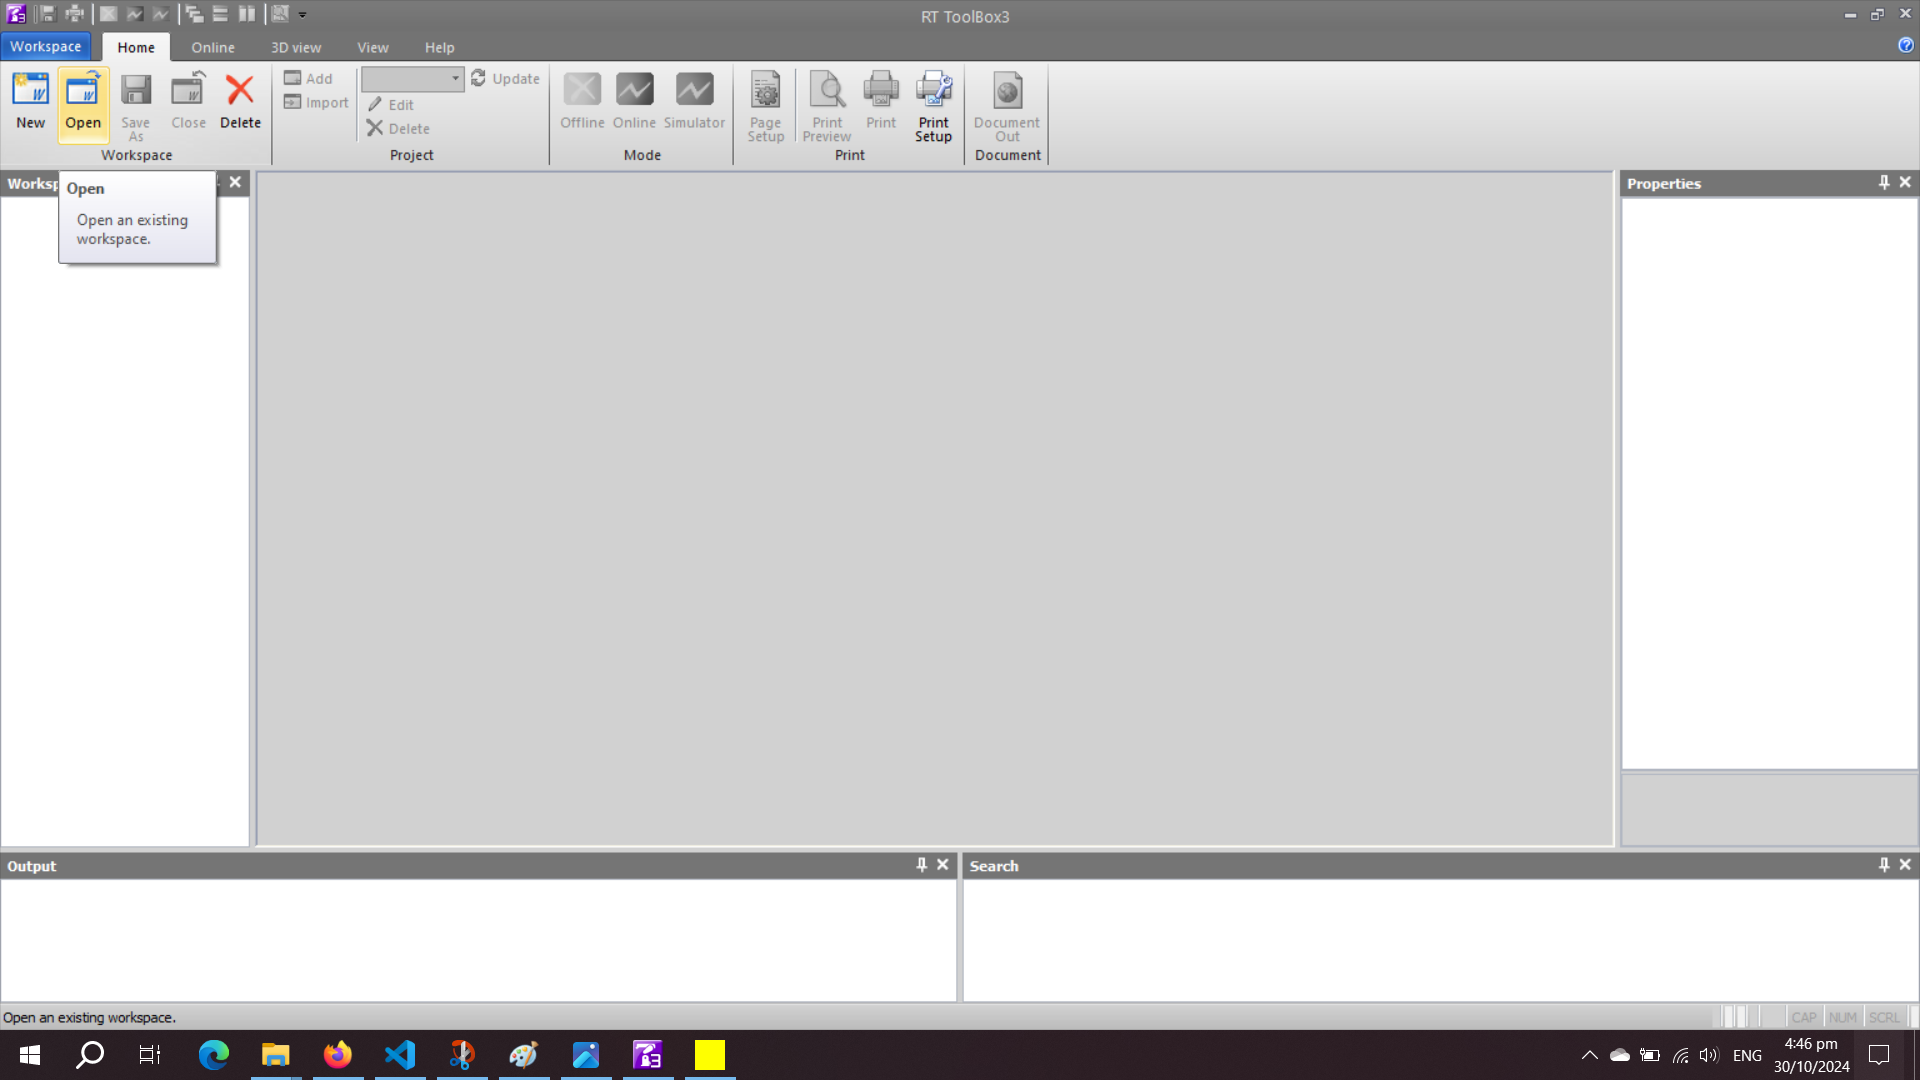 RT ToolBox3
Workspace
Home
Online
3D view
View
Help
New
Open
Save
As
Close
Delete
Workspace
Add
Import
Update
Edit
Delete
Project
Offline
Online
Simulator
Mode
Page
Setup
Print
Preview
Print
Print
Setup
Print
Document
Out
Document
Open
Open an existing
workspace.
Properties
Output
Search
Open an existing workspace.
CAP
NUM
SCRL
ENG
4:46 pm
30/10/2024